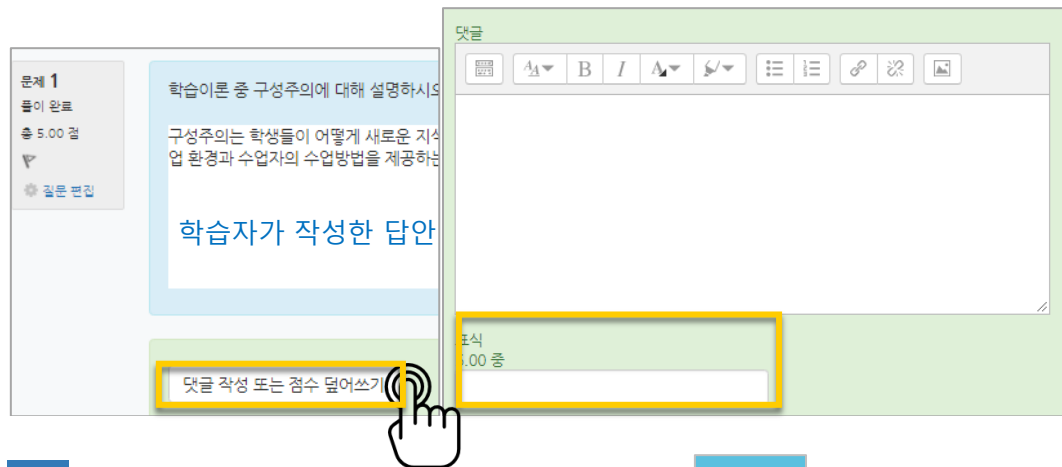 문제 1
풀이 완료
총 5.00 점
질문 편집
학습이론 중 구성주의에 대해 설명하시오
구성주의는 학생들이 어떻게 새로운 지식
업 환경과 수업자의 수업방법을 제공하는
학습자가 작성한 답안
댓글 작성 또는 점수 덮어쓰기
댓글
B I
표식
5.00 중